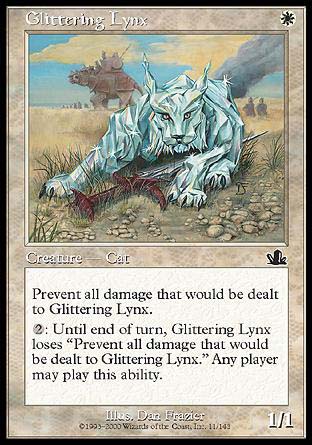 Glittering Lynx
Creature — Cat
Prevent all damage that would be dealt
to Glittering Lynx.
2: Until end of turn, Glittering Lynx
loses “Prevent all damage that would
be dealt to Glittering Lynx.” Any player
may play this ability.
Illus. Dan Frazier
©1993–2000 Wizards of the Coast, Inc. 11/143
1/1